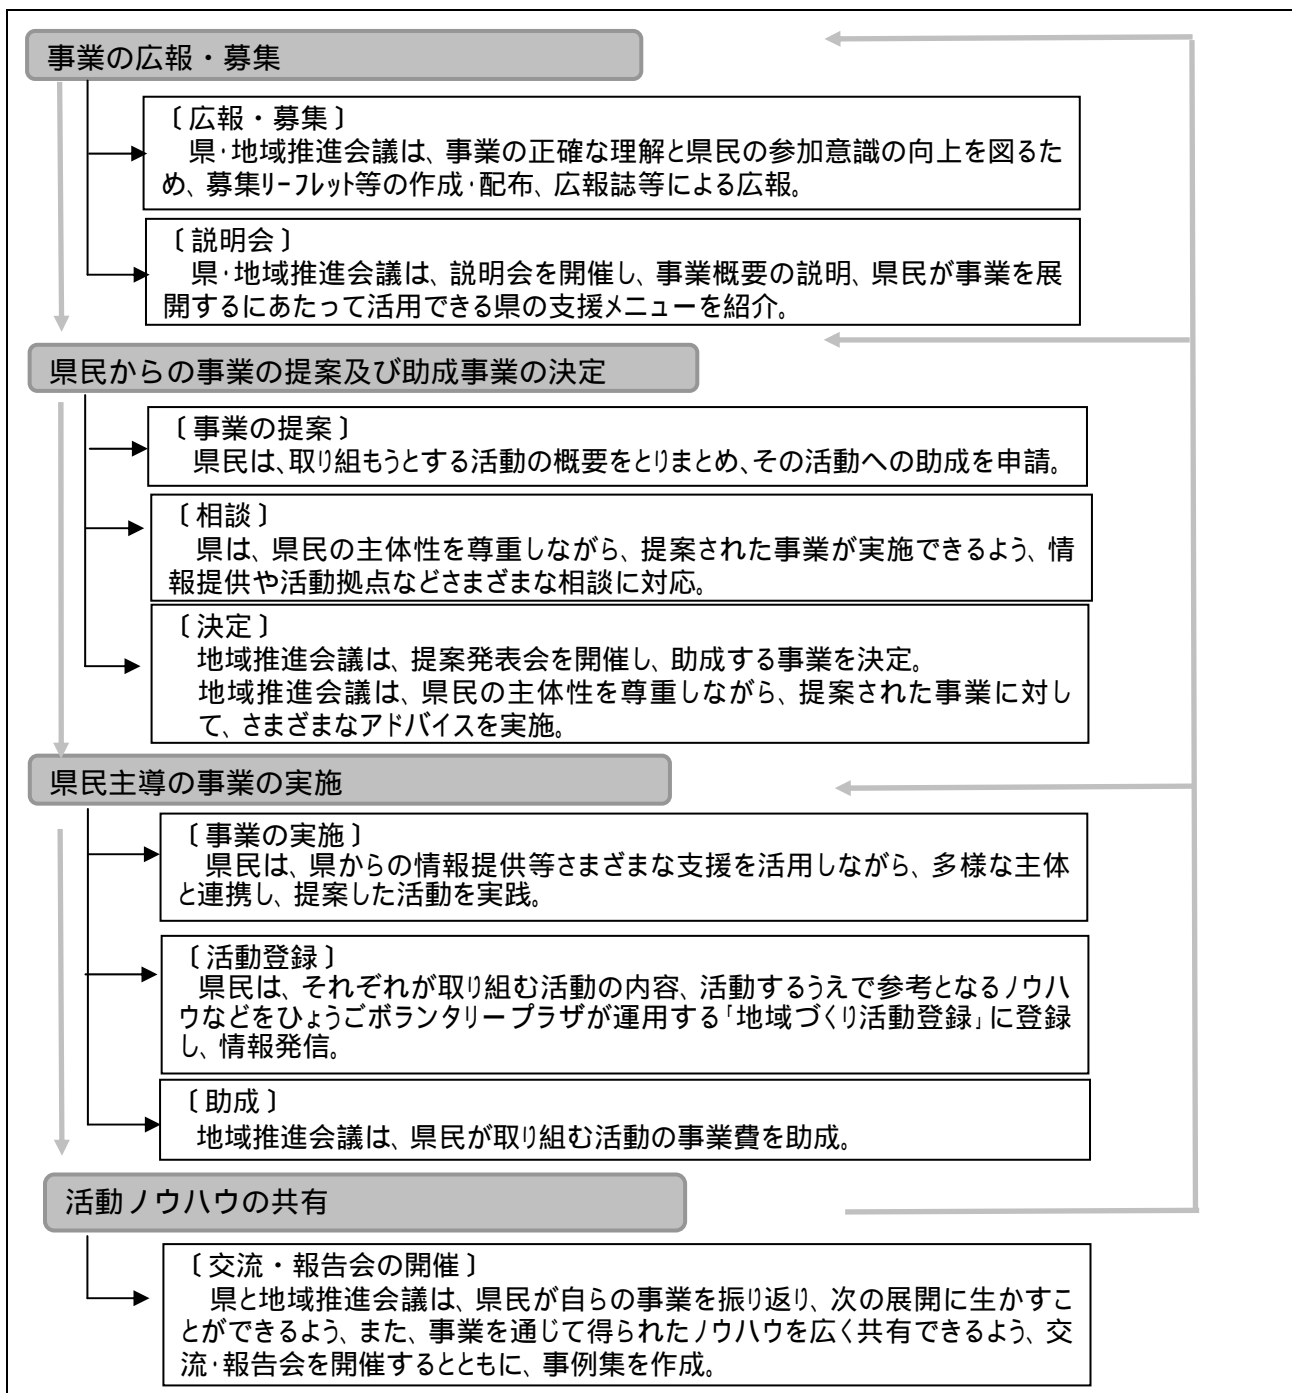 事業の広報・募集
〔広報・募集〕
県・地域推進会議は、事業の正確な理解と県民の参加意識の向上を図るた
め、募集ﾘｰﾌﾚｯﾄ等の作成・配布、広報誌等による広報。
〔説明会〕
県・地域推進会議は、説明会を開催し、事業概要の説明、県民が事業を展
開するにあたって活用できる県の支援メニューを紹介。
県民からの事業の提案及び助成事業の決定
〔事業の提案〕
県民は、取り組もうとする活動の概要をとりまとめ、その活動への助成を申請。
〔相談〕
県は、県民の主体性を尊重しながら、提案された事業が実施できるよう、情
報提供や活動拠点などさまざまな相談に対応。
〔決定〕
地域推進会議は、提案発表会を開催し、助成する事業を決定。
地域推進会議は、県民の主体性を尊重しながら、提案された事業に対し
て、さまざまなアドバイスを実施。
県民主導の事業の実施
〔事業の実施〕
県民は、県からの情報提供等さまざまな支援を活用しながら、多様な主体
と連携し、提案した活動を実践。
〔活動登録〕
県民は、それぞれが取り組む活動の内容、活動するうえで参考となるノウハ
ウなどをひょうごボランタリープラザが運用する「地域づくり活動登録」に登録
し、情報発信。
〔助成〕
地域推進会議は、県民が取り組む活動の事業費を助成。
活動ノウハウの共有
〔交流・報告会の開催〕
県と地域推進会議は、県民が自らの事業を振り返り、次の展開に生かすこ
とができるよう、また、事業を通じて得られたノウハウを広く共有できるよう、交
流・報告会を開催するとともに、事例集を作成。